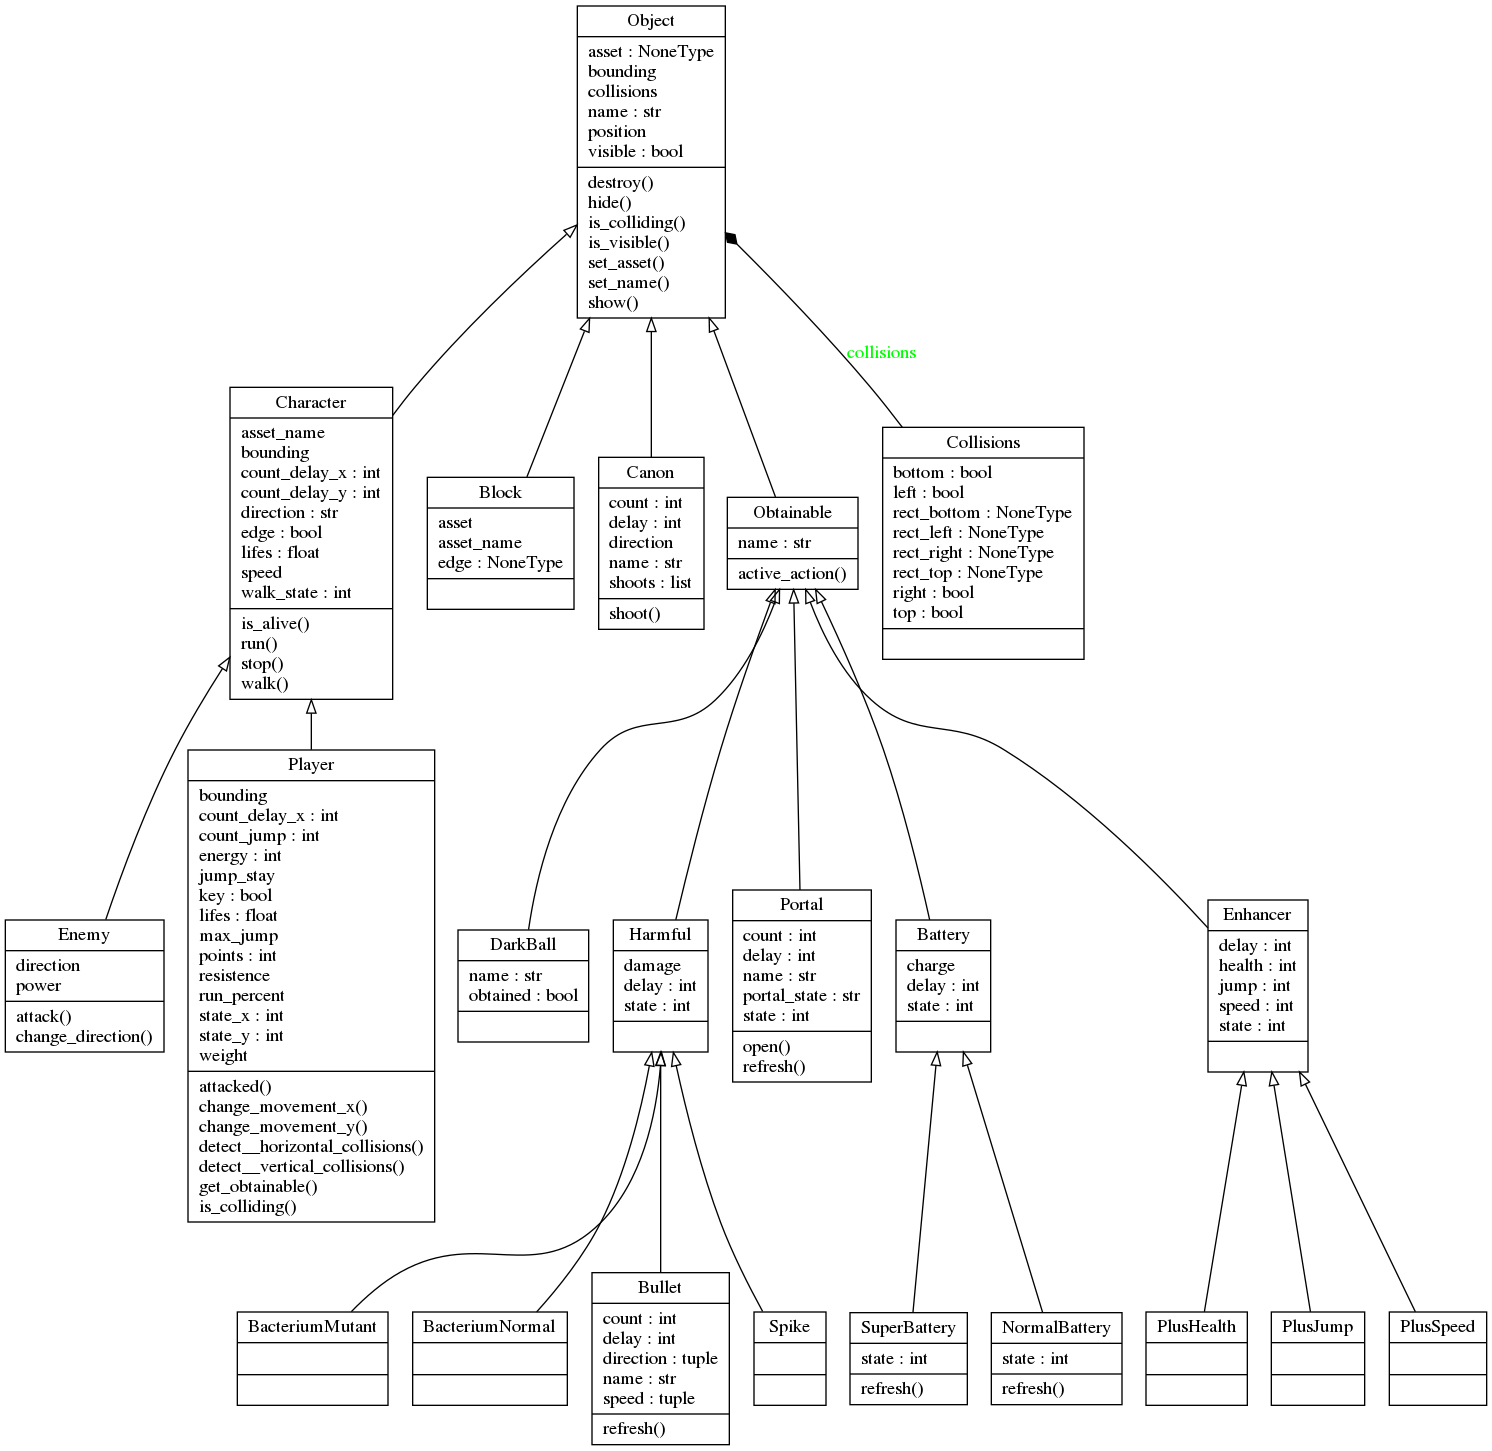 Object
asset : NoneType
bounding
collisions
name : str
position
visible : bool
destroy()
hide()
is_colliding()
is_visible()
set_asset()
set_name()
show()
collisions
Character
asset_name
bounding
count_delay_x : int
count_delay_y : int
direction : str
edge : bool
lifes : float
speed
walk_state : int
is_alive()
run()
stop()
walk()
Block
asset
asset_name
edge : NoneType
Canon
count : int
delay : int
direction
name : str
shoots : list
shoot()
Obtainable
name : str
active_action()
Collisions
bottom : bool
left : bool
rect_bottom : NoneType
rect_left : NoneType
rect_right : NoneType
rect_top : NoneType
right : bool
top : bool
Enemy
direction
power
attack()
change_direction()
Player
bounding
count_delay_x : int
count_jump : int
energy : int
jump_stay
key : bool
lifes : float
max_jump
points : int
resistence
run_percent
state_x : int
state_y : int
weight
attacked()
change_movement_x()
change_movement_y()
detect__horizontal_collisions()
detect__vertical_collisions()
get_obtainable()
is_colliding()
DarkBall
name : str
obtained : bool
Harmful
damage
delay : int
state : int
Portal
count : int
delay : int
name : str
portal_state : str
state : int
open()
refresh()
Battery
charge
delay : int
state : int
Enhancer
delay : int
health : int
jump : int
speed : int
state : int
BacteriumMutant
BacteriumNormal
Bullet
count : int
delay : int
direction : tuple
name : str
speed : tuple
refresh()
Spike
SuperBattery
state : int
refresh()
NormalBattery
state : int
refresh()
PlusHealth
PlusJump
PlusSpeed